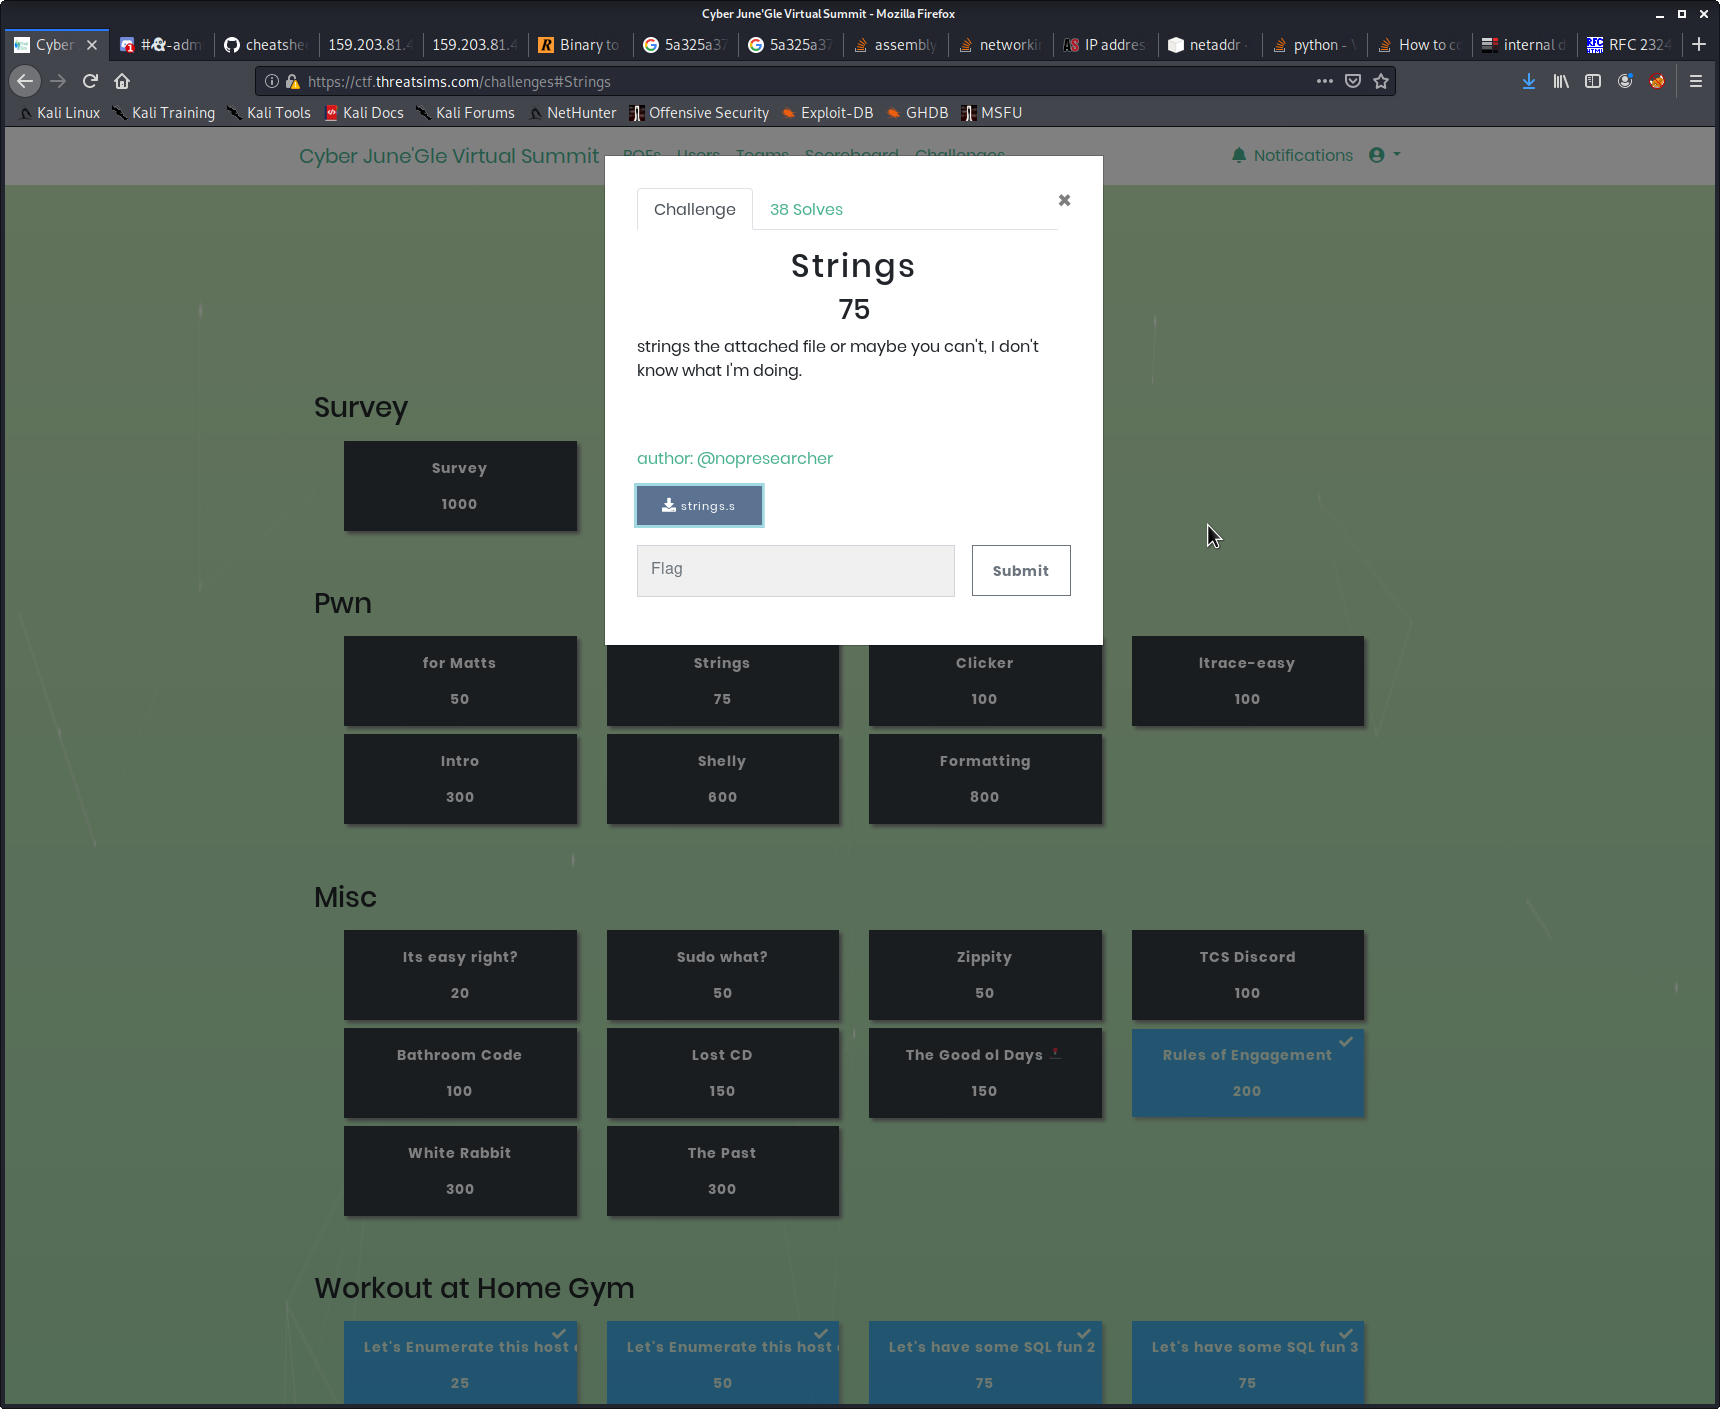 Cyber June'Gle Virtual Summit - Mozilla Firefox
Cyber
#
-adm
cheatshe
159.203.81.4
159.203.81.4
Binary to
5a325a37
5a325a37
assembly
networki
IP addres
netaddr
python -
How to c
internal d
RFC 2324
https://ctf.threatsims.com/challenges#Strings
Kali Linux
Kali Training
Kali Tools
Kali Docs
Kali Forums
NetHunter
Offensive Security
Exploit-DB
GHDB
MSFU
Cyber June'Gle Virtual Summit
Users
Teams
Scoreboard
Challenges
Notifications
Challenge
38 Solves
Strings
75
strings the attached file or maybe you can't, I don't
know what I'm doing.
author: @nopresearcher
strings.s
Flag
Submit
Survey
Survey
1000
Pwn
for Matts
50
Strings
75
Clicker
100
ltrace-easy
100
Intro
300
Shelly
600
Formatting
800
Misc
Its easy right?
20
Sudo what?
50
Zippity
50
TCS Discord
100
Bathroom Code
100
Lost CD
150
The Good ol Days
150
Rules of Engagement
200
White Rabbit
300
The Past
300
Workout at Home Gym
Let's Enumerate this host
25
Let's Enumerate this host
50
Let's have some SQL fun 2
75
Let's have some SQL fun 3
75